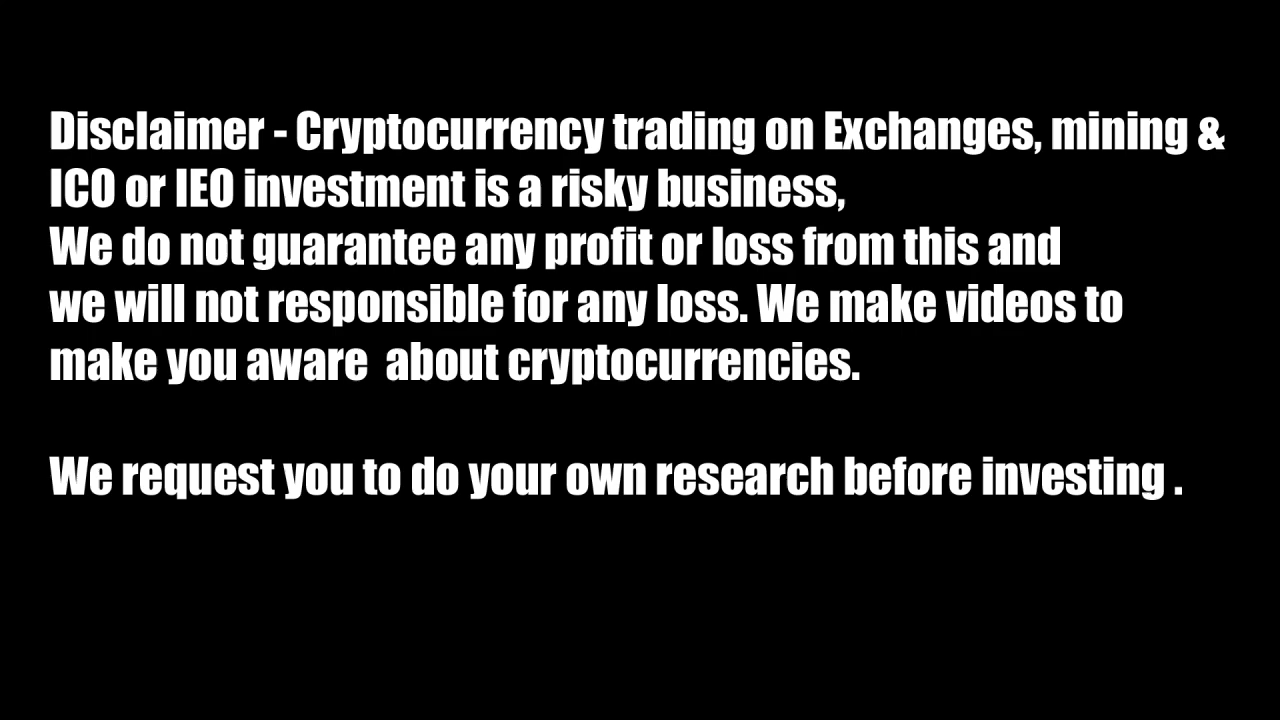 Disclaimer - Cryptocurrency trading on Exchanges, mining &
ICO or IEO investment is a risky business,
We do not guarantee any profit or loss from this and
we will not responsible for any loss. We make videos to
make you aware  about cryptocurrencies.
We request you to do your own research before investing .